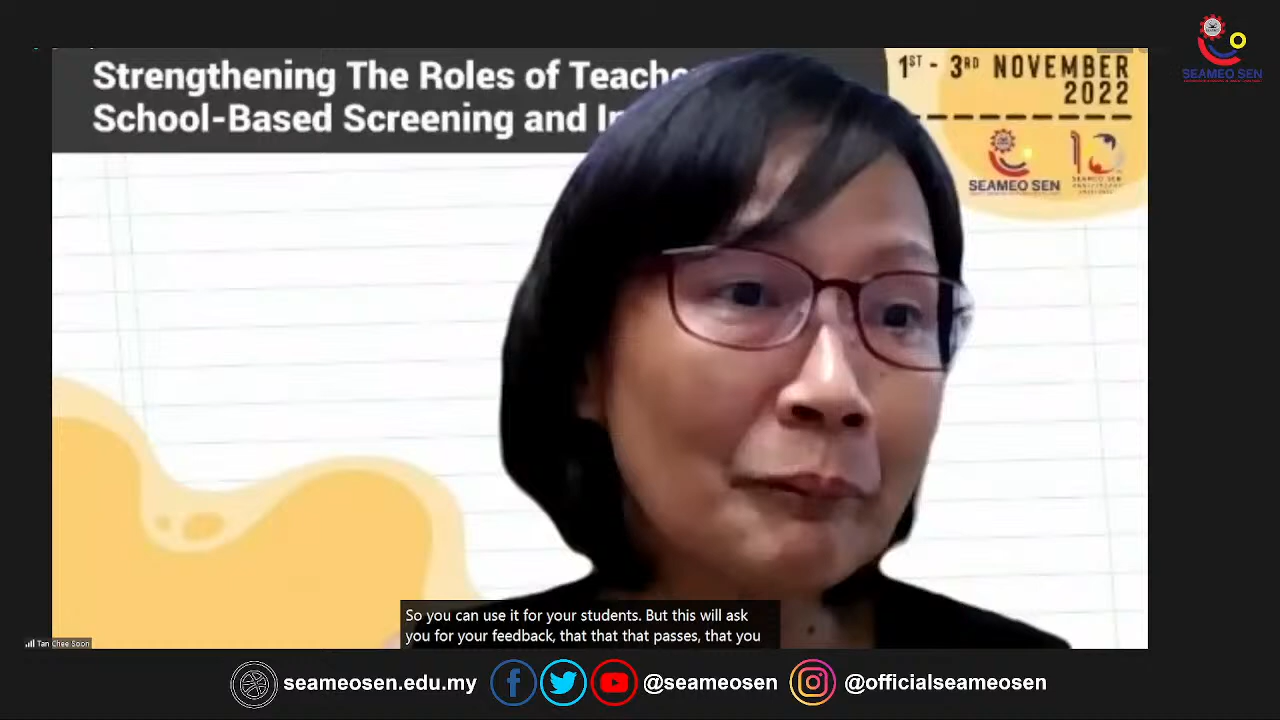 Strengthening The Roles of Teache
School-Based Screening and In
1ST - 3RD NOVEMBER
2022
SEAMEO SEN
SEAMEO SEN
SEAMEO SEN
So you can use it for your students. But this will ask
you for your feedback, that that that passes, that you
Tan Chee Soon
seameosen.edu.my
@seameosen
@officialseameosen